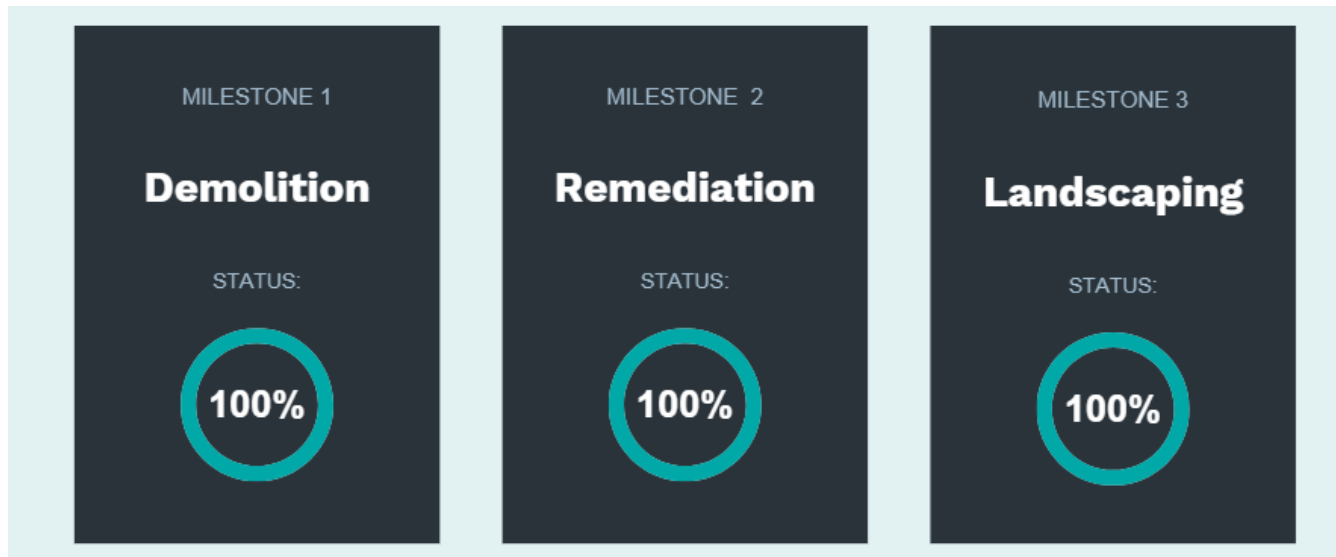 MILESTONE 1
Demolition
STATUS:
100%
MILESTONE 2
Remediation
STATUS:
100%
MILESTONE 3
Landscaping
STATUS:
100%